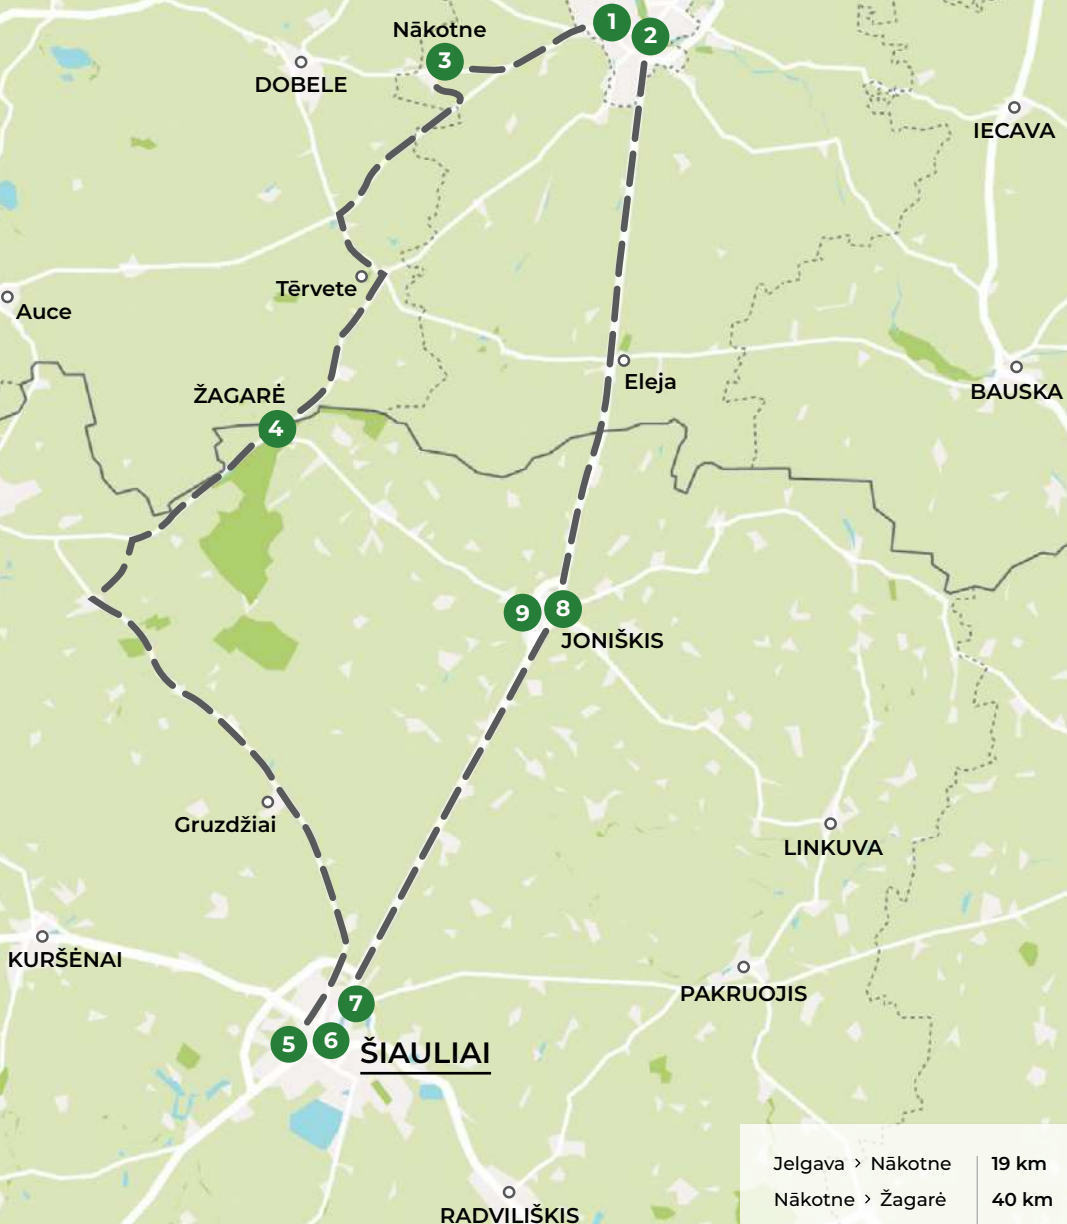 1
2
Nākotne
3
DOBELE
IECAVA
Tērvete
Auce
Eleja
BAUSKA
ŽAGARĖ
4
9
8
JONIŠKIS
Gruzdžiai
LINKUVA
KURŠĖNAI
PAKRUOJIS
7
5
6
ŠIAULIAI
RADVILIŠKIS
Jelgava › Nākotne 19 km
Nākotne › Žagarė 40 km